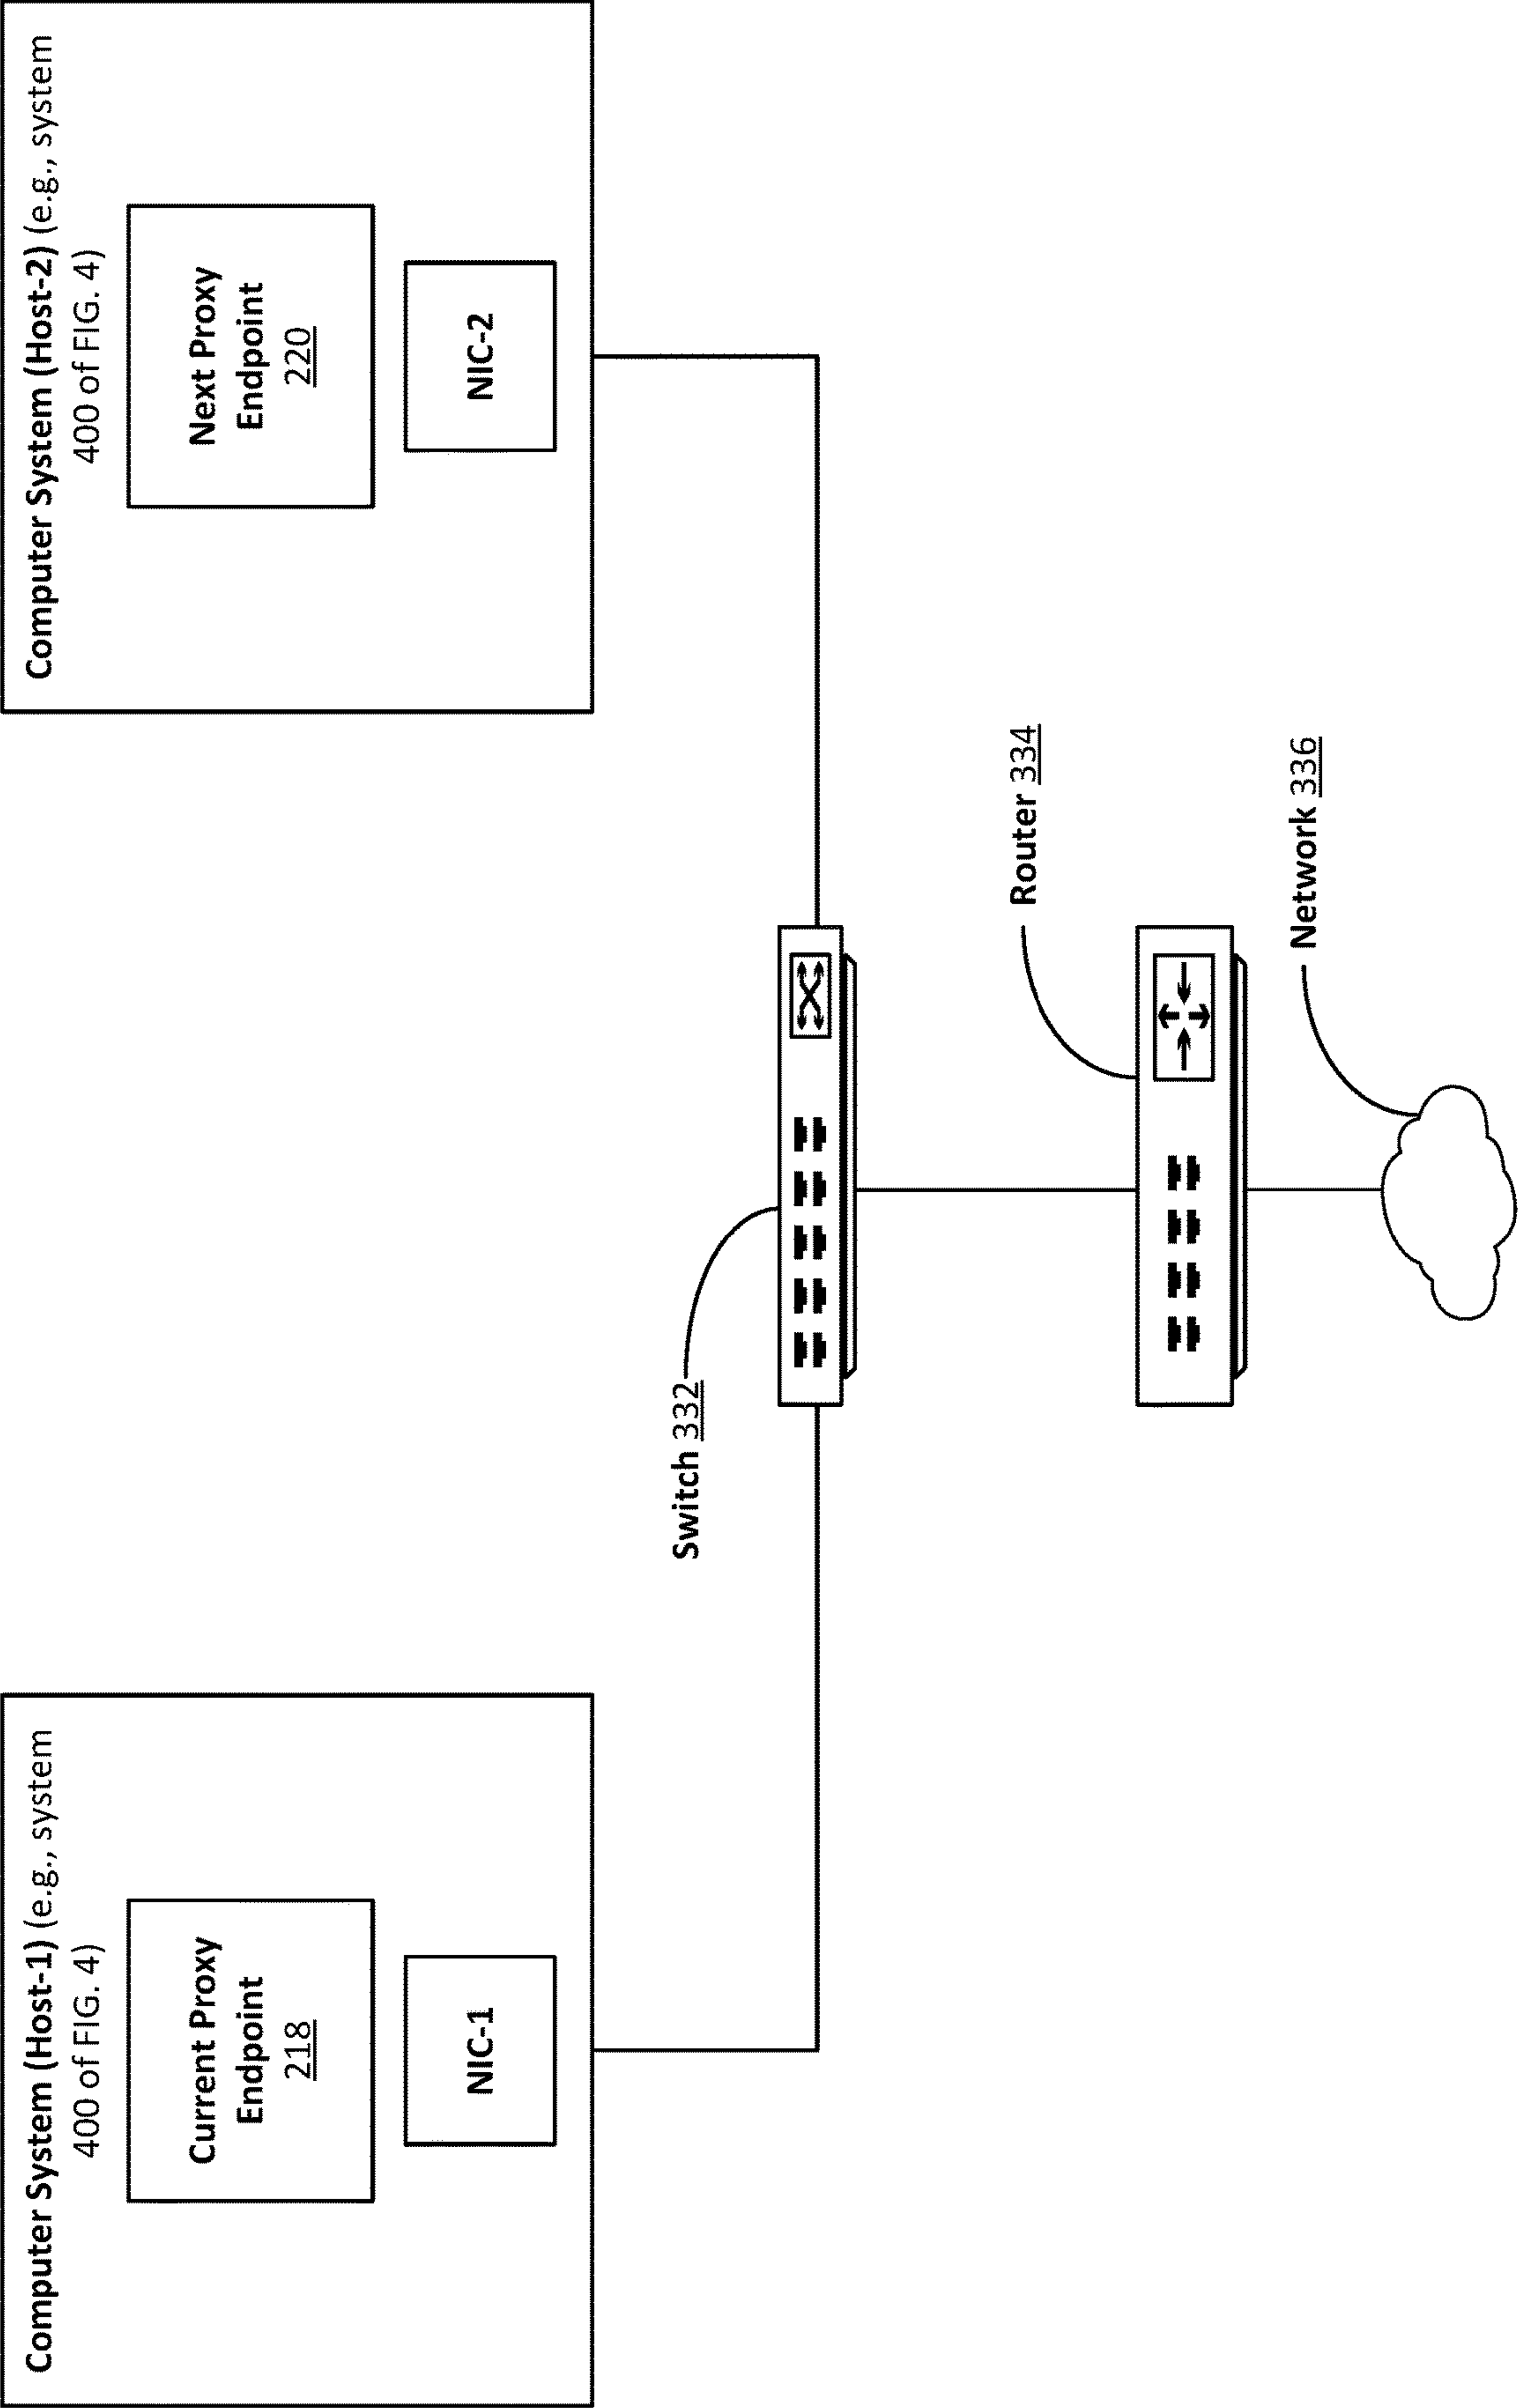 Computer System (Host-1) (e.g., system
400 of FIG. 4)
Current Proxy
Endpoint
218
NIC-1
Computer System (Host-2) (e.g., system
400 of FIG. 4)
Next Proxy
Endpoint
220
NIC-2
Switch 332
Router 334
Network 336